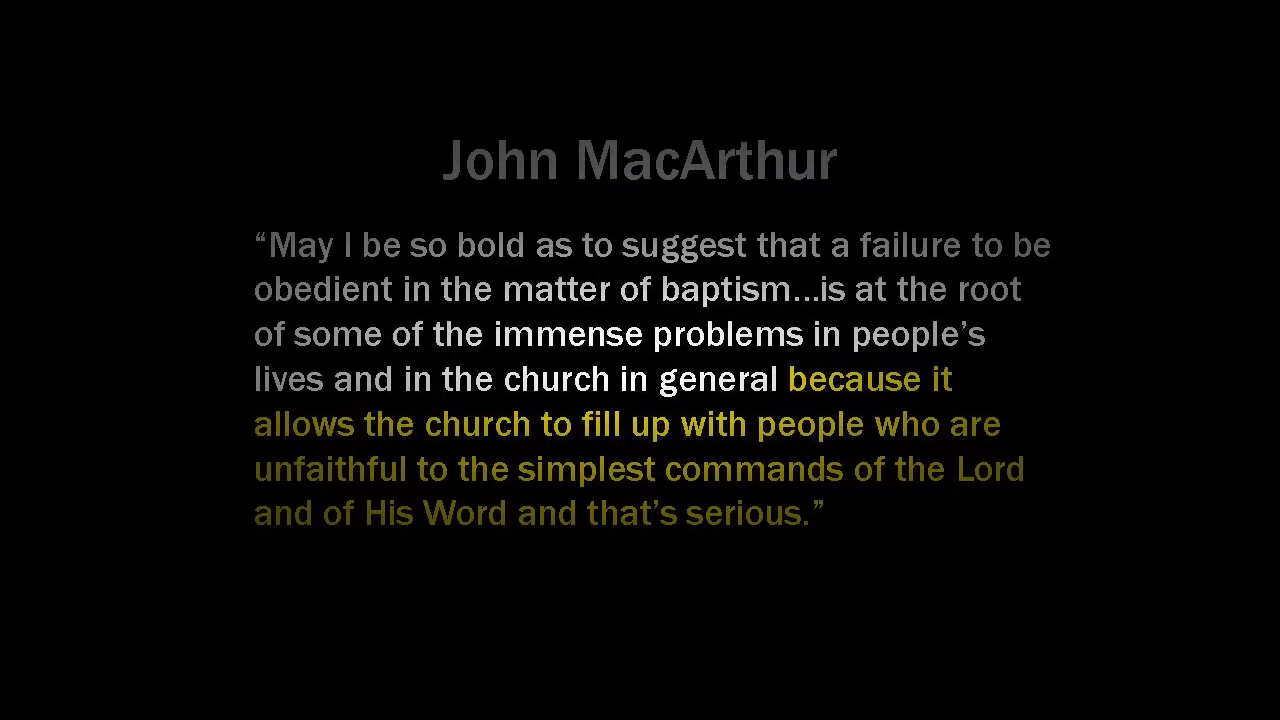 John MacArthur
“May I be so bold as to suggest that a failure to be
obedient in the matter of baptism...is at the root
of some of the immense problems in people’s
lives and in the church in general because it
allows the church to fill up with people who are
unfaithful to the simplest commands of the Lord
and of His Word and that’s serious.”